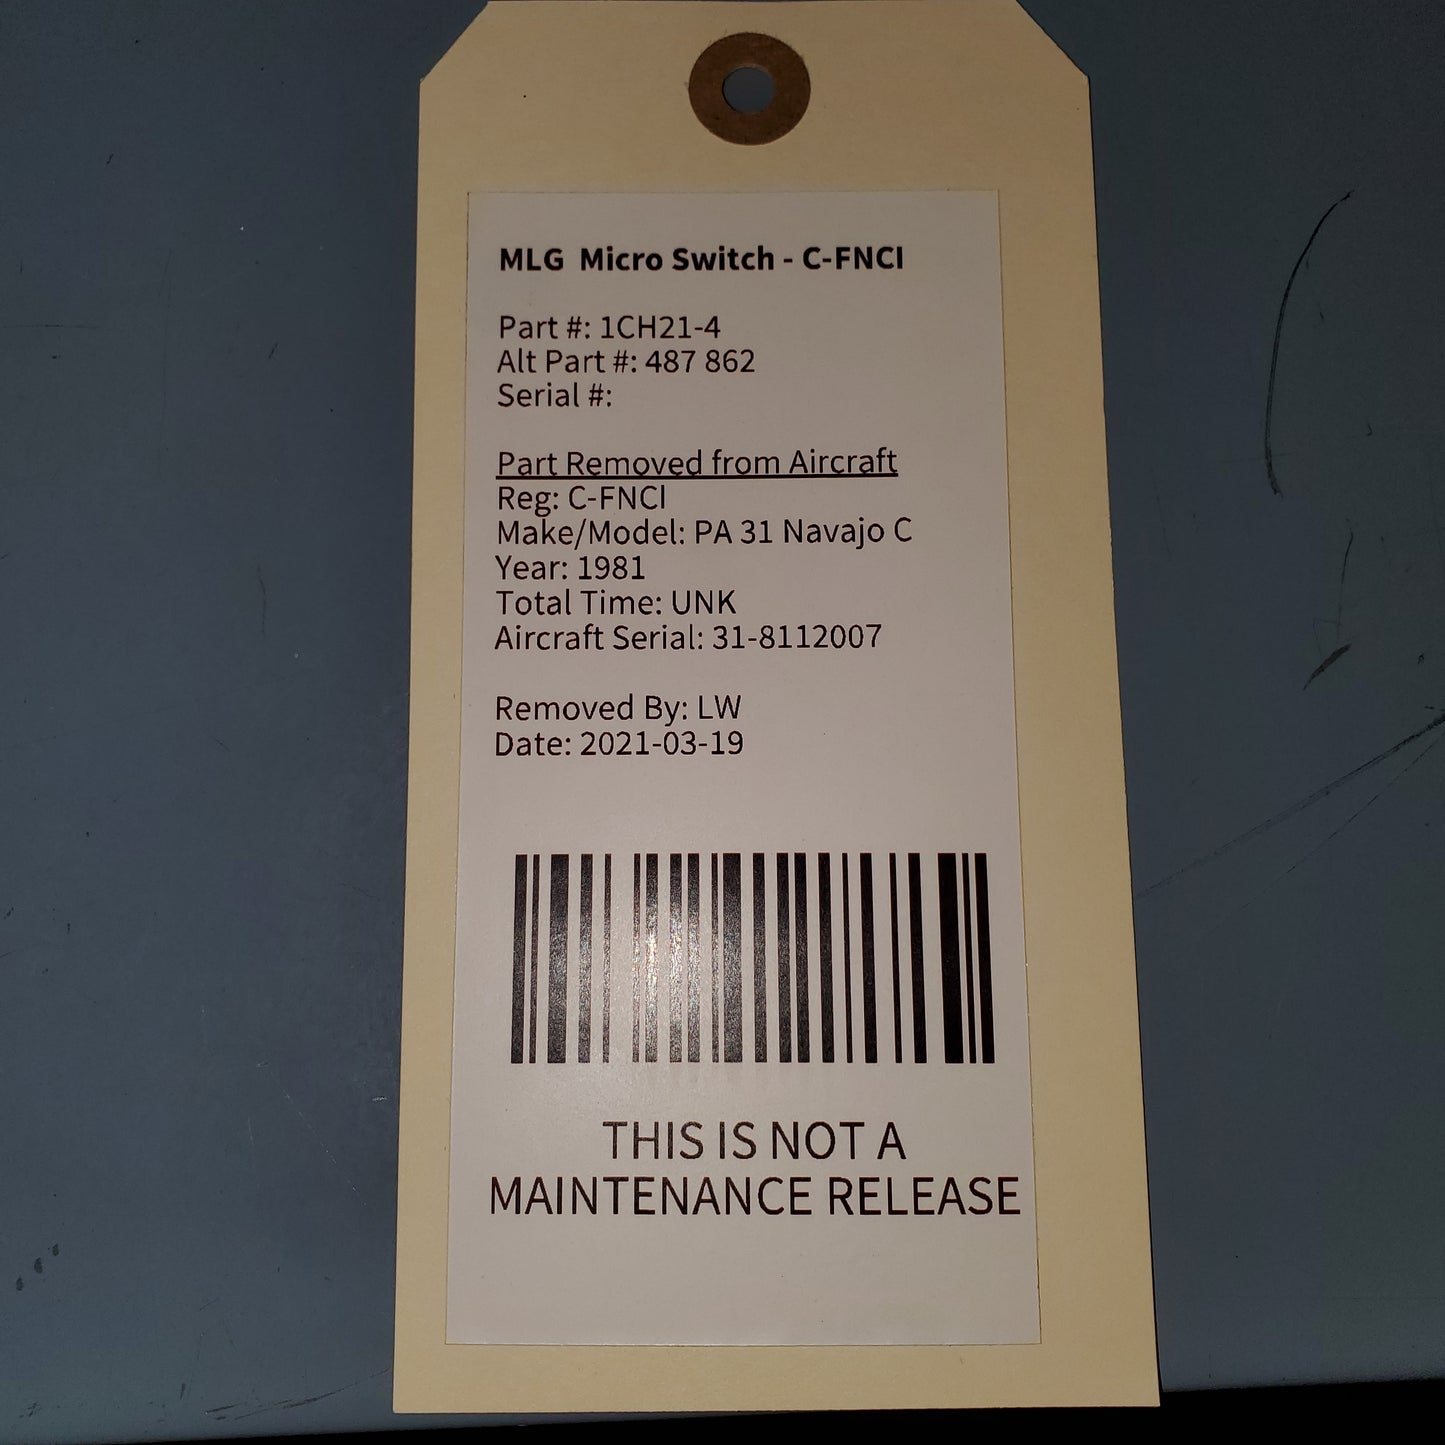 MLG Micro Switch - C-FNCI
Part #: 1CH21-4
Alt Part #: 487 862
Serial #:
Part Removed from Aircraft
Reg: C-FNCI
Make/Model: PA 31 Navajo C
Year: 1981
Total Time: UNK
Aircraft Serial: 31-8112007
Removed By: LW
Date: 2021-03-19
THIS IS NOT A
MAINTENANCE RELEASE